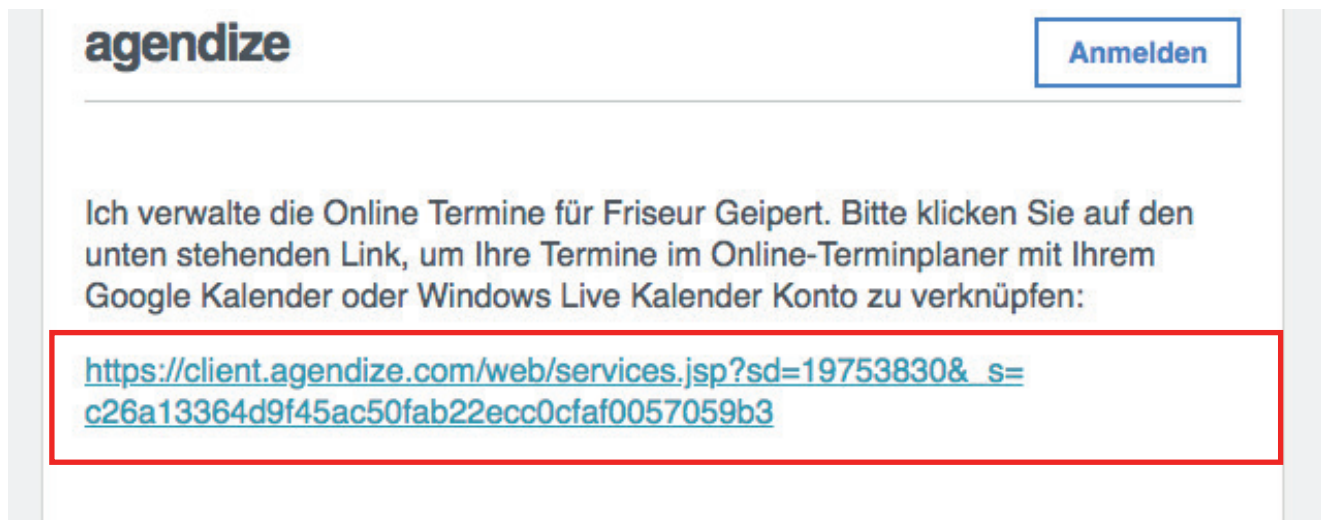 agendize
Anmelden
Ich verwalte die Online Termine für Friseur Geipert. Bitte klicken Sie auf den
unten stehenden Link, um Ihre Termine im Online-Terminplaner mit Ihrem
Google Kalender oder Windows Live Kalender Konto zu verknüpfen:
https://client.agendize.com/web/services.jsp?sd=19753830&_s=
c26a13364d9f45ac50fab22ecc0cfaf0057059b3